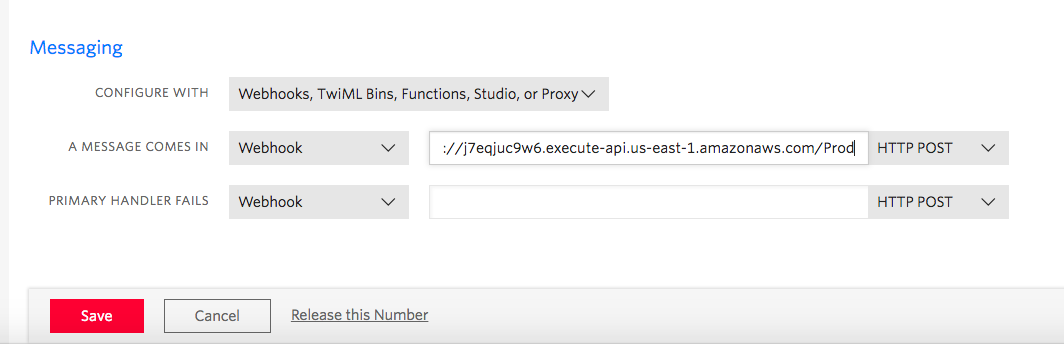 Messaging
CONFIGURE WITH Webhooks, TwiML Bins, Functions, Studio, or Proxy
A MESSAGE COMES IN Webhook ://j7eqjuc9w6.execute-api.us-east-1.amazonaws.com/Prod HTTP POST
PRIMARY HANDLER FAILS Webhook HTTP POST
Save Cancel Release this Number